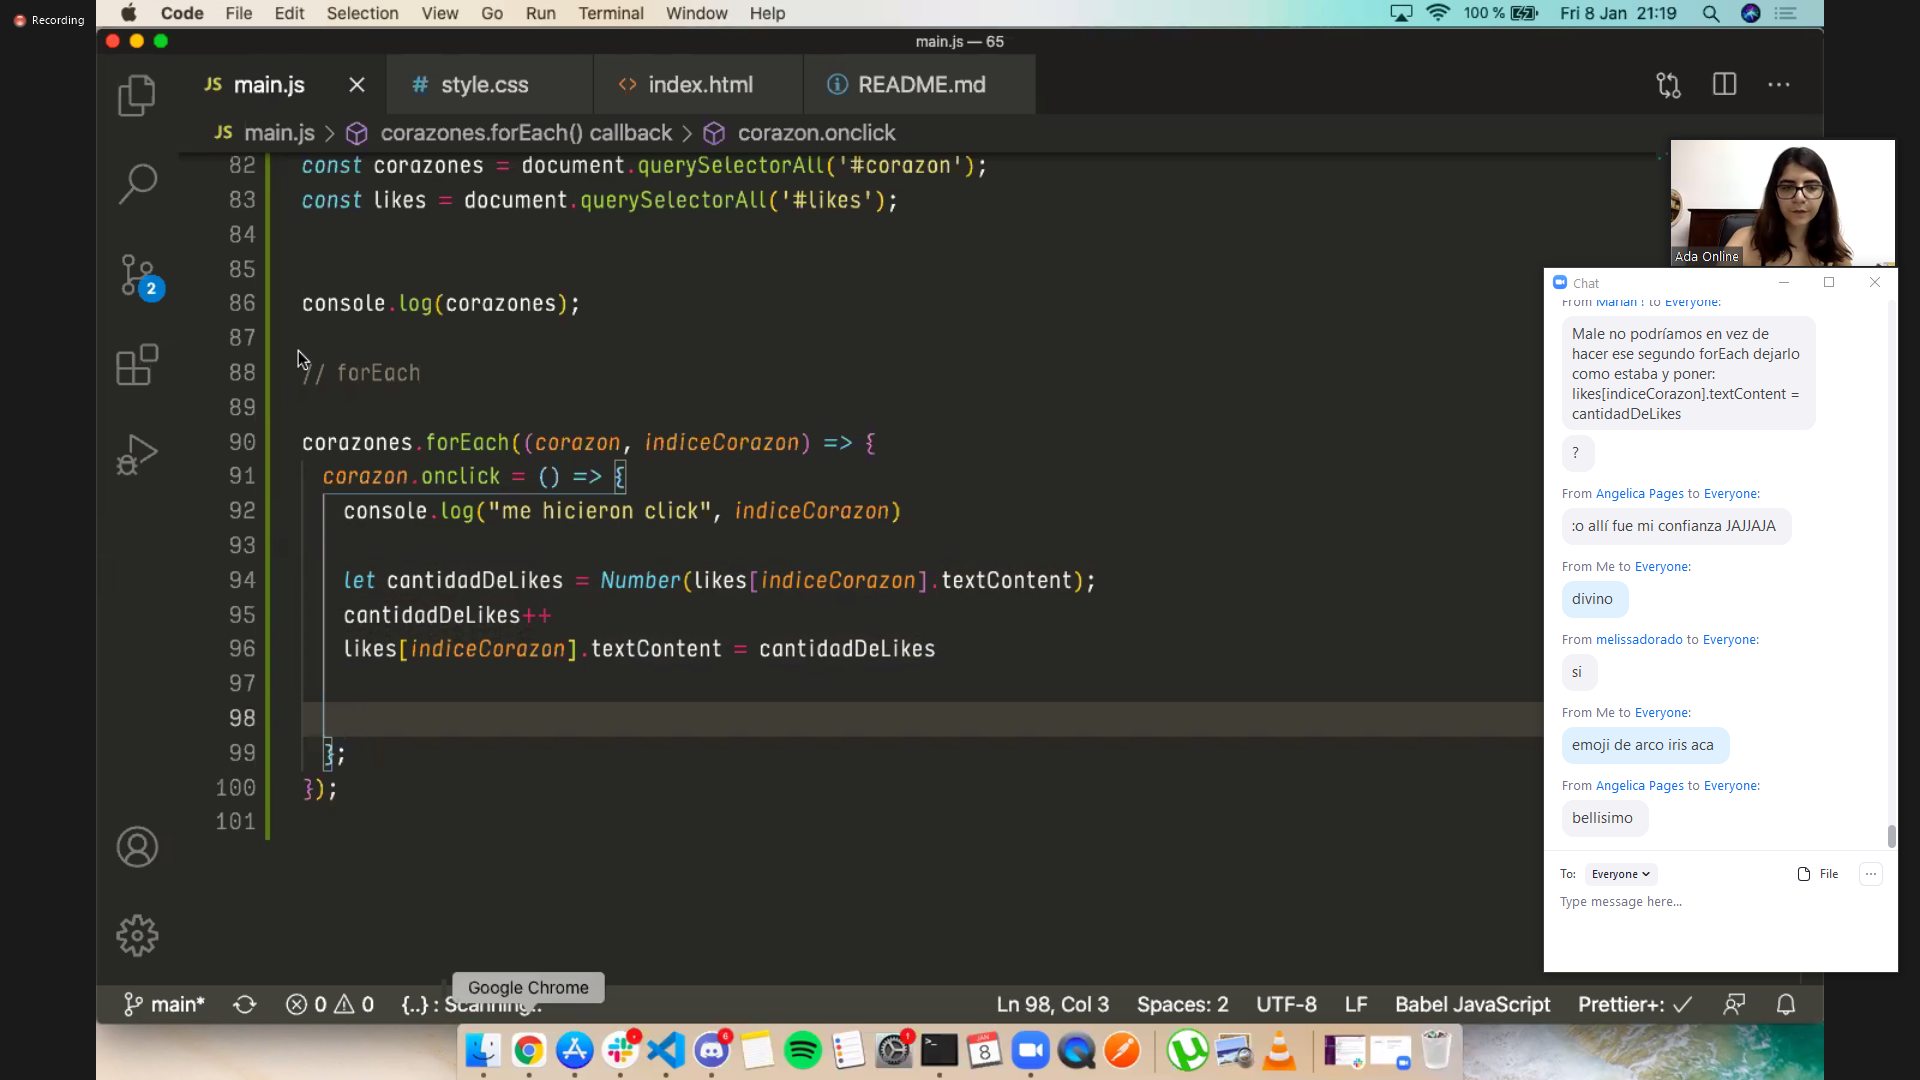 Recording
Code File Edit Selection View Go Run Terminal Window Help
100 % Fri 8 Jan 21:19
main.js — 65
JS main.js
# style.css
<> index.html
README.md
JS main.js > corazones.forEach() callback > corazon.onclick
82 const corazones = document.querySelectorAll('#corazon');
83 const likes = document.querySelectorAll('#likes');
84
85
86 console.log(corazones);
87
88 // forEach
89
90 corazones.forEach((corazon, indiceCorazon) => {
91 corazon.onclick = () => {
92 console.log("me hicieron click", indiceCorazon)
93
94 let cantidadDeLikes = Number(likes[indiceCorazon].textContent);
95 cantidadDeLikes++
96 likes[indiceCorazon].textContent = cantidadDeLikes
97
98
99 };
100 });
101
2
Ada Online
Chat
From Marian ! to Everyone:
Male no podríamos en vez de
hacer ese segundo forEach dejarlo
como estaba y poner:
likes[indiceCorazon].textContent =
cantidadDeLikes
?
From Angelica Pages to Everyone:
:o allí fue mi confianza JAJJAJA
From Me to Everyone:
divino
From melissadorado to Everyone:
si
From Me to Everyone:
emoji de arco iris aca
From Angelica Pages to Everyone:
bellisimo
To: Everyone File
Type message here...
Google Chrome
main* 0 0 {..} : Scanning..
Ln 98, Col 3 Spaces: 2 UTF-8 LF Babel JavaScript Prettier+: ✓
6
1
JAN
8